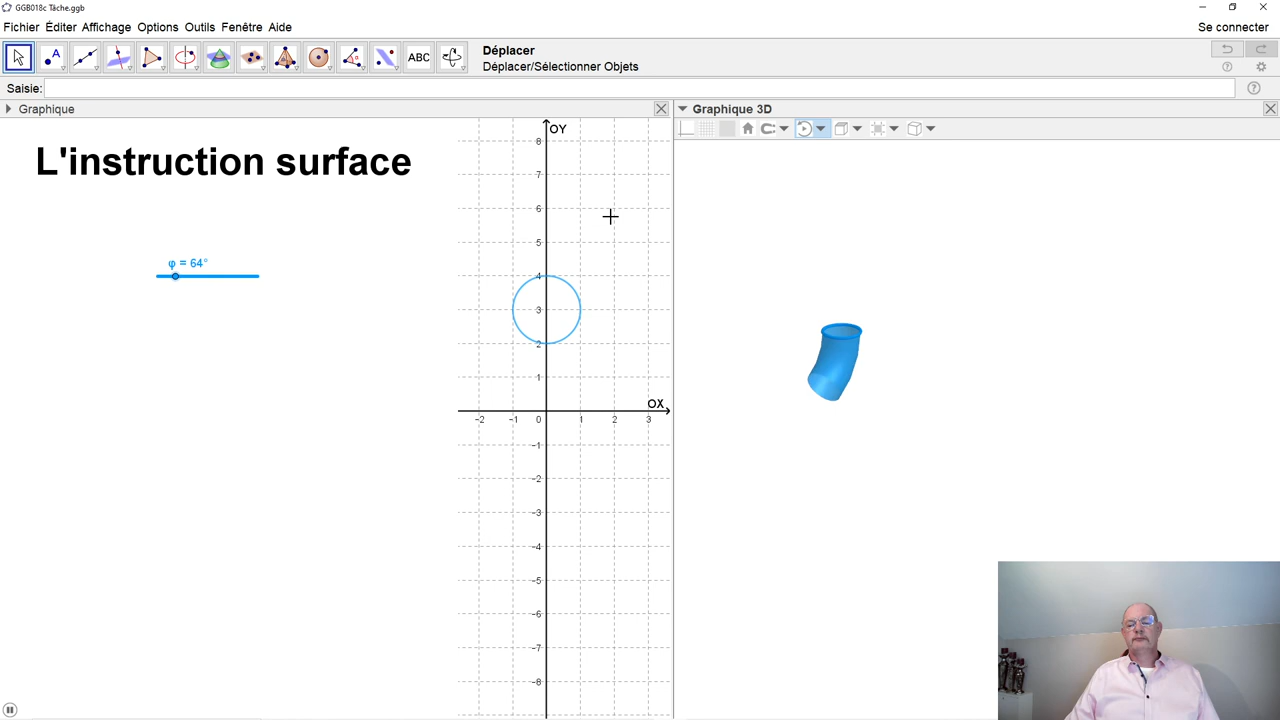 GGB018c Tâche.ggb
Fichier Éditer Affichage Options Outils Fenêtre Aide
Se connecter
A
ABC
Déplacer
Déplacer/Sélectionner Objets
Saisie:
Graphique
Graphique 3D
L'instruction surface
φ = 64°
OY
8
7
6
5
4
3
2
1
OX
-2 -1 0 1 2 3
-1
-2
-3
-4
-5
-6
-7
-8